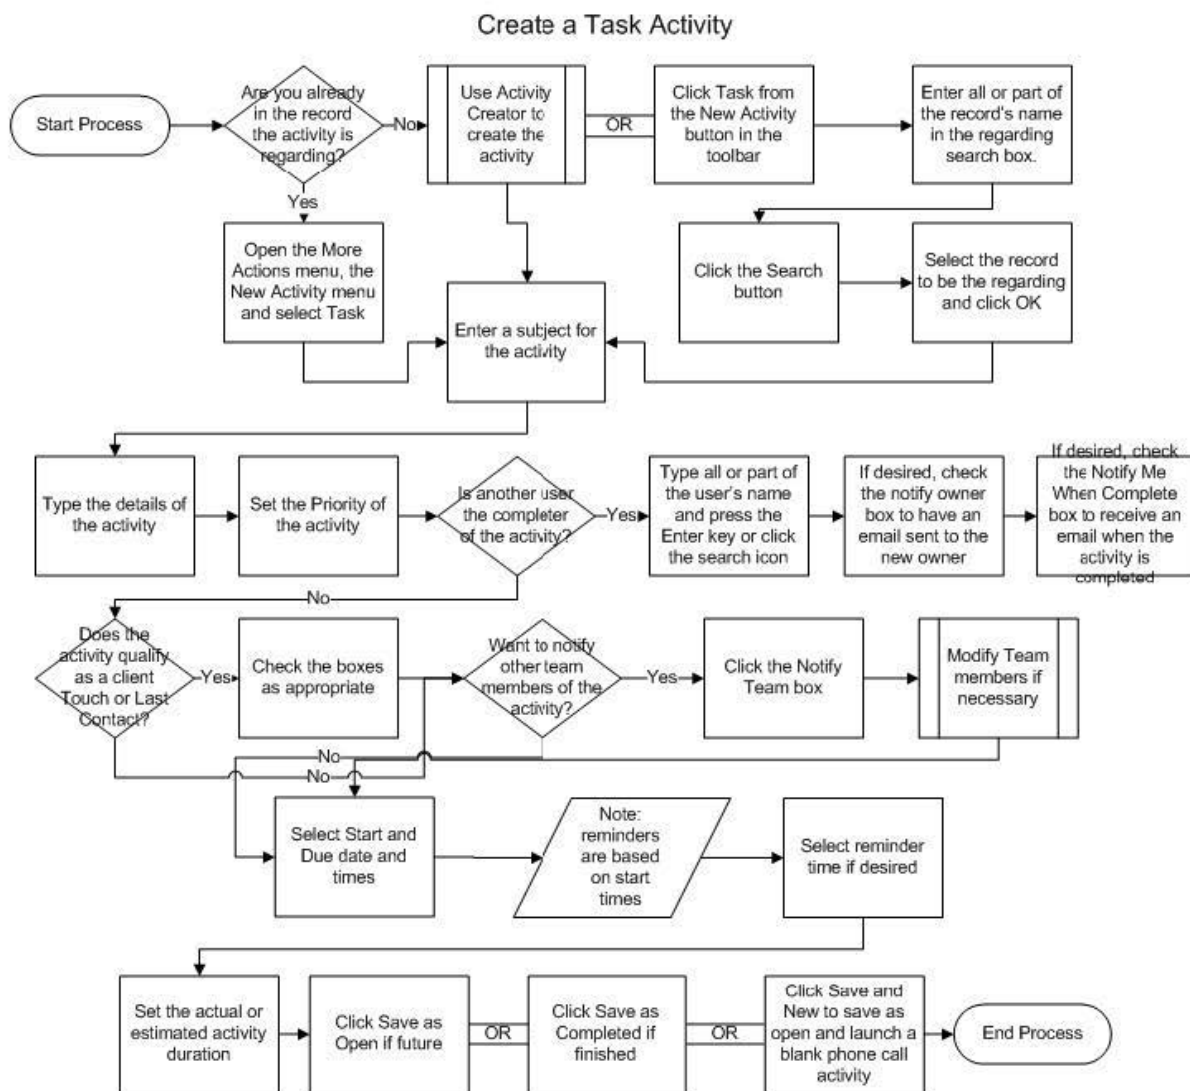 Create a Task Activity
Start Process
Are you already
in the record
the activity is
regarding?
No
Use Activity
Creator to
create the
activity
OR
Click Task from
the New Activity
button in the
toolbar
Enter all or part of
the record's name
in the regarding
search box.
Yes
Open the More
Actions menu, the
New Activity menu
and select Task
Click the Search
button
Select the record
to be the regarding
and click OK
Enter a subject for
the activity
Type the details of
the activity
Set the Priority of
the activity
Is another user
the completer
of the activity?
Yes
Type all or part of
the user's name
and press the
Enter key or click
the search icon
If desired, check
the notify owner
box to have an
email sent to the
new owner
If desired, check
the Notify Me
When Complete
box to receive an
email when the
activity is
completed
No
Does the
activity qualify
as a client
Touch or Last
Contact?
Yes
Check the boxes
as appropriate
Want to notify
other team
members of the
activity?
Yes
Click the Notify
Team box
Modify Team
members if
necessary
No
No
Select Start and
Due date and
times
Note:
reminders
are based
on start
times
Select reminder
time if desired
Set the actual or
estimated activity
duration
Click Save as
Open if future
OR
Click Save as
Completed if
finished
OR
Click Save and
New to save as
open and launch a
blank phone call
activity
End Process